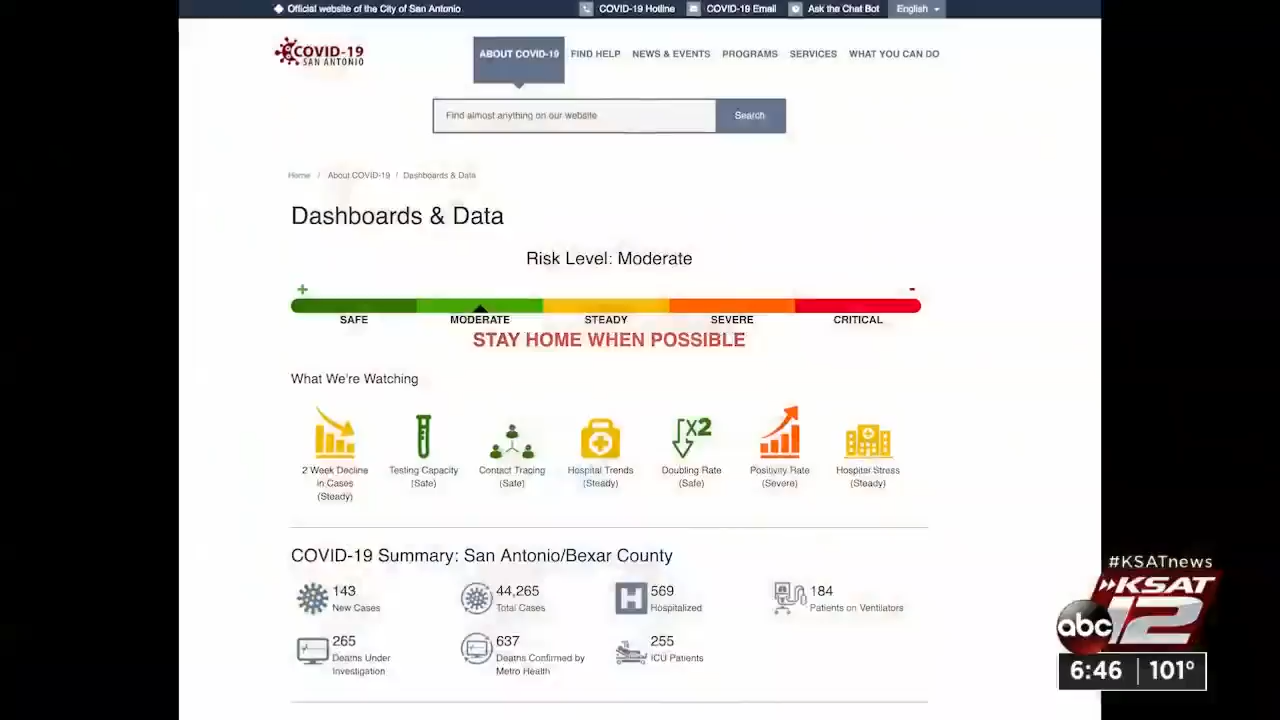 Official website of the City of San Antonio
COVID-19 Hotline
COVID-19 Email
Ask the Chat Bot
English
COVID-19
SAN ANTONIO
ABOUT COVID-19
FIND HELP
NEWS & EVENTS
PROGRAMS
SERVICES
WHAT YOU CAN DO
Find almost anything on our website
Search
Home / About COVID-19 / Dashboards & Data
Dashboards & Data
Risk Level: Moderate
+ -
SAFE MODERATE STEADY SEVERE CRITICAL
STAY HOME WHEN POSSIBLE
What We're Watching
X2
2 Week Decline
in Cases
(Steady)
Testing Capacity
(Safe)
Contact Tracing
(Safe)
Hospital Trends
(Steady)
Doubling Rate
(Safe)
Positivity Rate
(Severe)
Hospital Stress
(Steady)
COVID-19 Summary: San Antonio/Bexar County
143
New Cases
44,265
Total Cases
H
569
Hospitalized
184
Patients on Ventilators
265
Deaths Under
Investigation
637
Deaths Confirmed by
Metro Health
255
ICU Patients
#KSATnews
KSAT
abc 12
6:46 | 101°